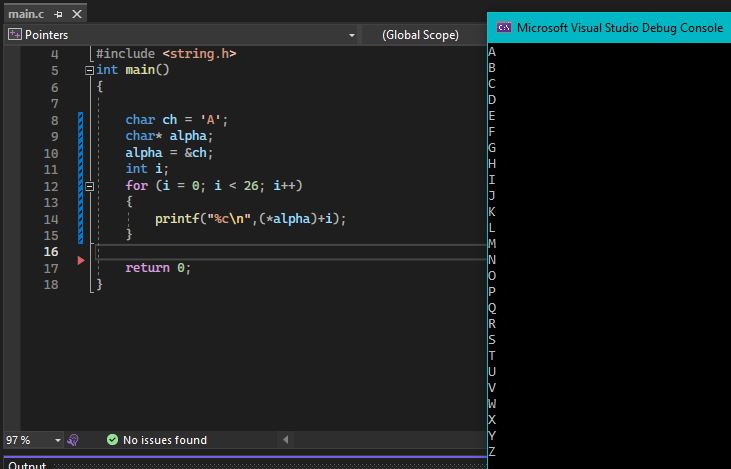 main.c
Pointers
(Global Scope)
4 #include <string.h>
5 int main()
6 {
7
8 char ch = 'A';
9 char* alpha;
10 alpha = &ch;
11 int i;
12 for (i = 0; i < 26; i++)
13 {
14 printf("%c\n",(*alpha)+i);
15 }
16
17 return 0;
18 }
97 %
No issues found
Output
Microsoft Visual Studio Debug Console
A
B
C
D
E
F
G
H
I
J
K
L
M
N
O
P
Q
R
S
T
U
V
W
X
Y
Z